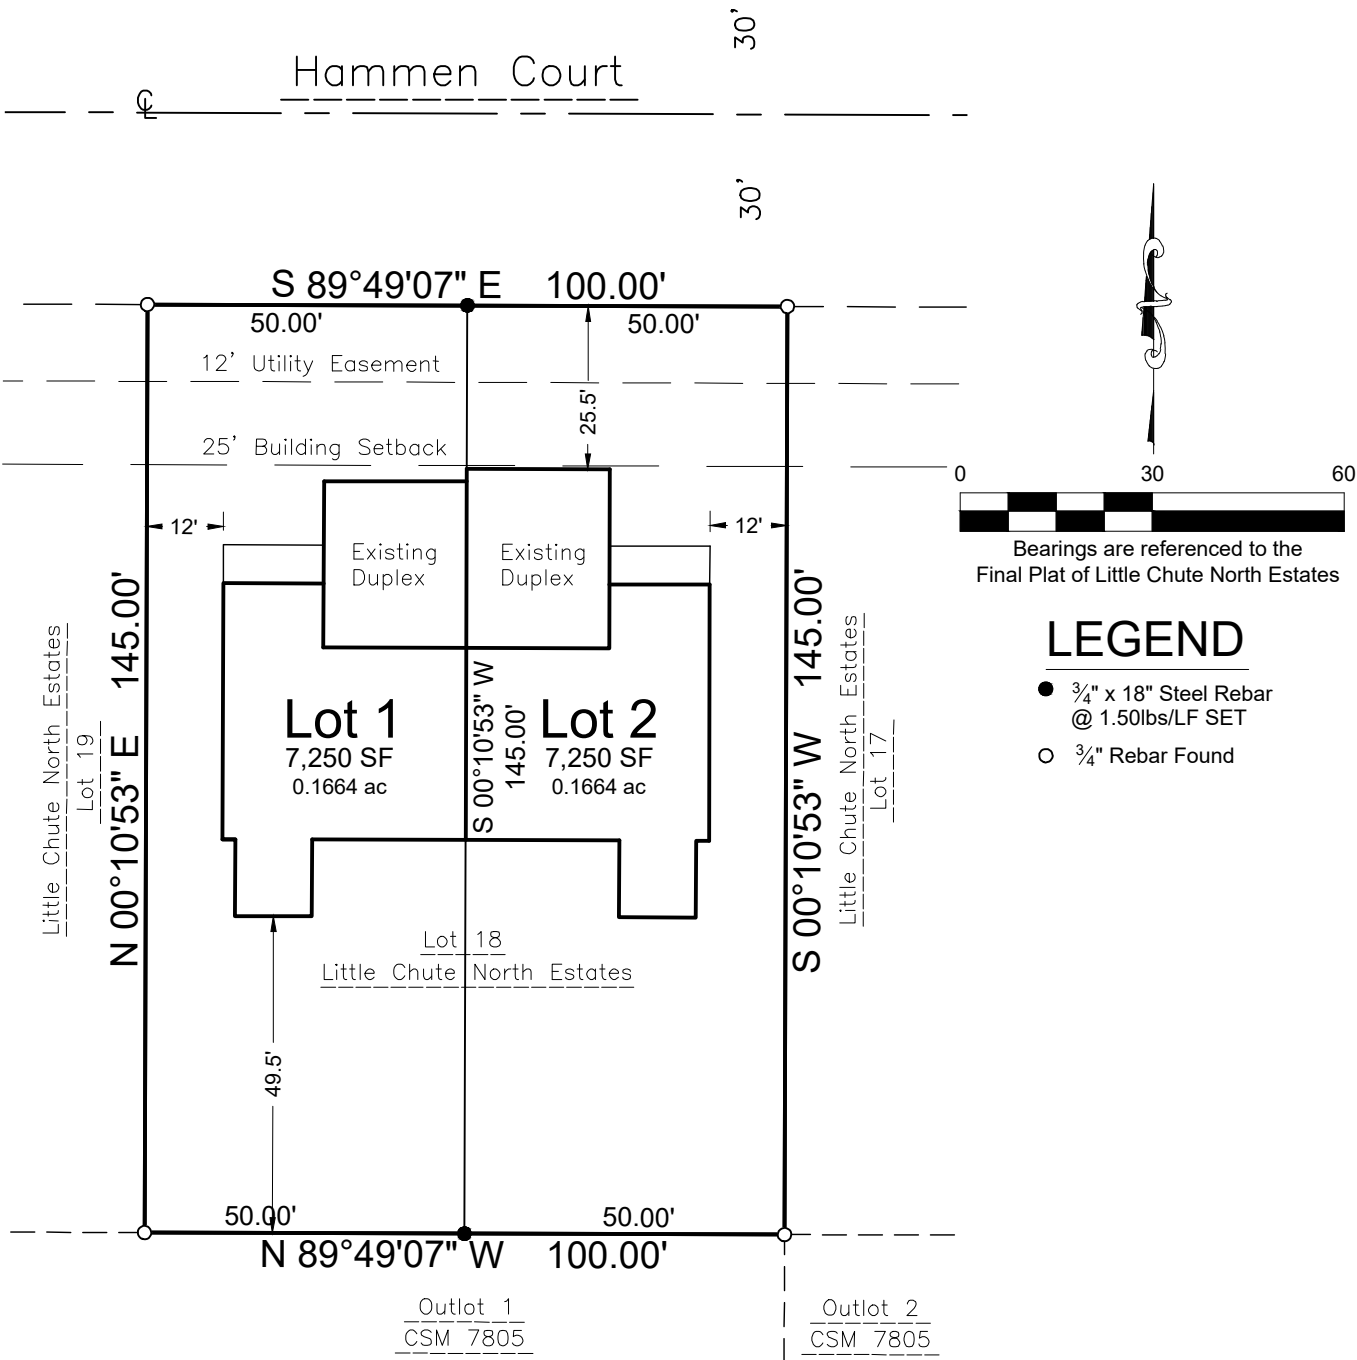 30'
Hammen Court
℄
30'
S 89°49'07" E 100.00'
50.00'
50.00'
12' Utility Easement
25.5'
25' Building Setback
0 30 60
12'
12'
Bearings are referenced to the
Final Plat of Little Chute North Estates
Existing
Duplex
Existing
Duplex
LEGEND
¾" x 18" Steel Rebar
@ 1.50lbs/LF SET
¾" Rebar Found
Little Chute North Estates
Lot 19
N 00°10'53" E 145.00'
Lot 1
7,250 SF
0.1664 ac
S 00°10'53" W
145.00'
Lot 2
7,250 SF
0.1664 ac
S 00°10'53" W 145.00'
Little Chute North Estates
Lot 17
Lot 18
Little Chute North Estates
49.5'
50.00'
50.00'
N 89°49'07" W 100.00'
Outlot 1
CSM 7805
Outlot 2
CSM 7805